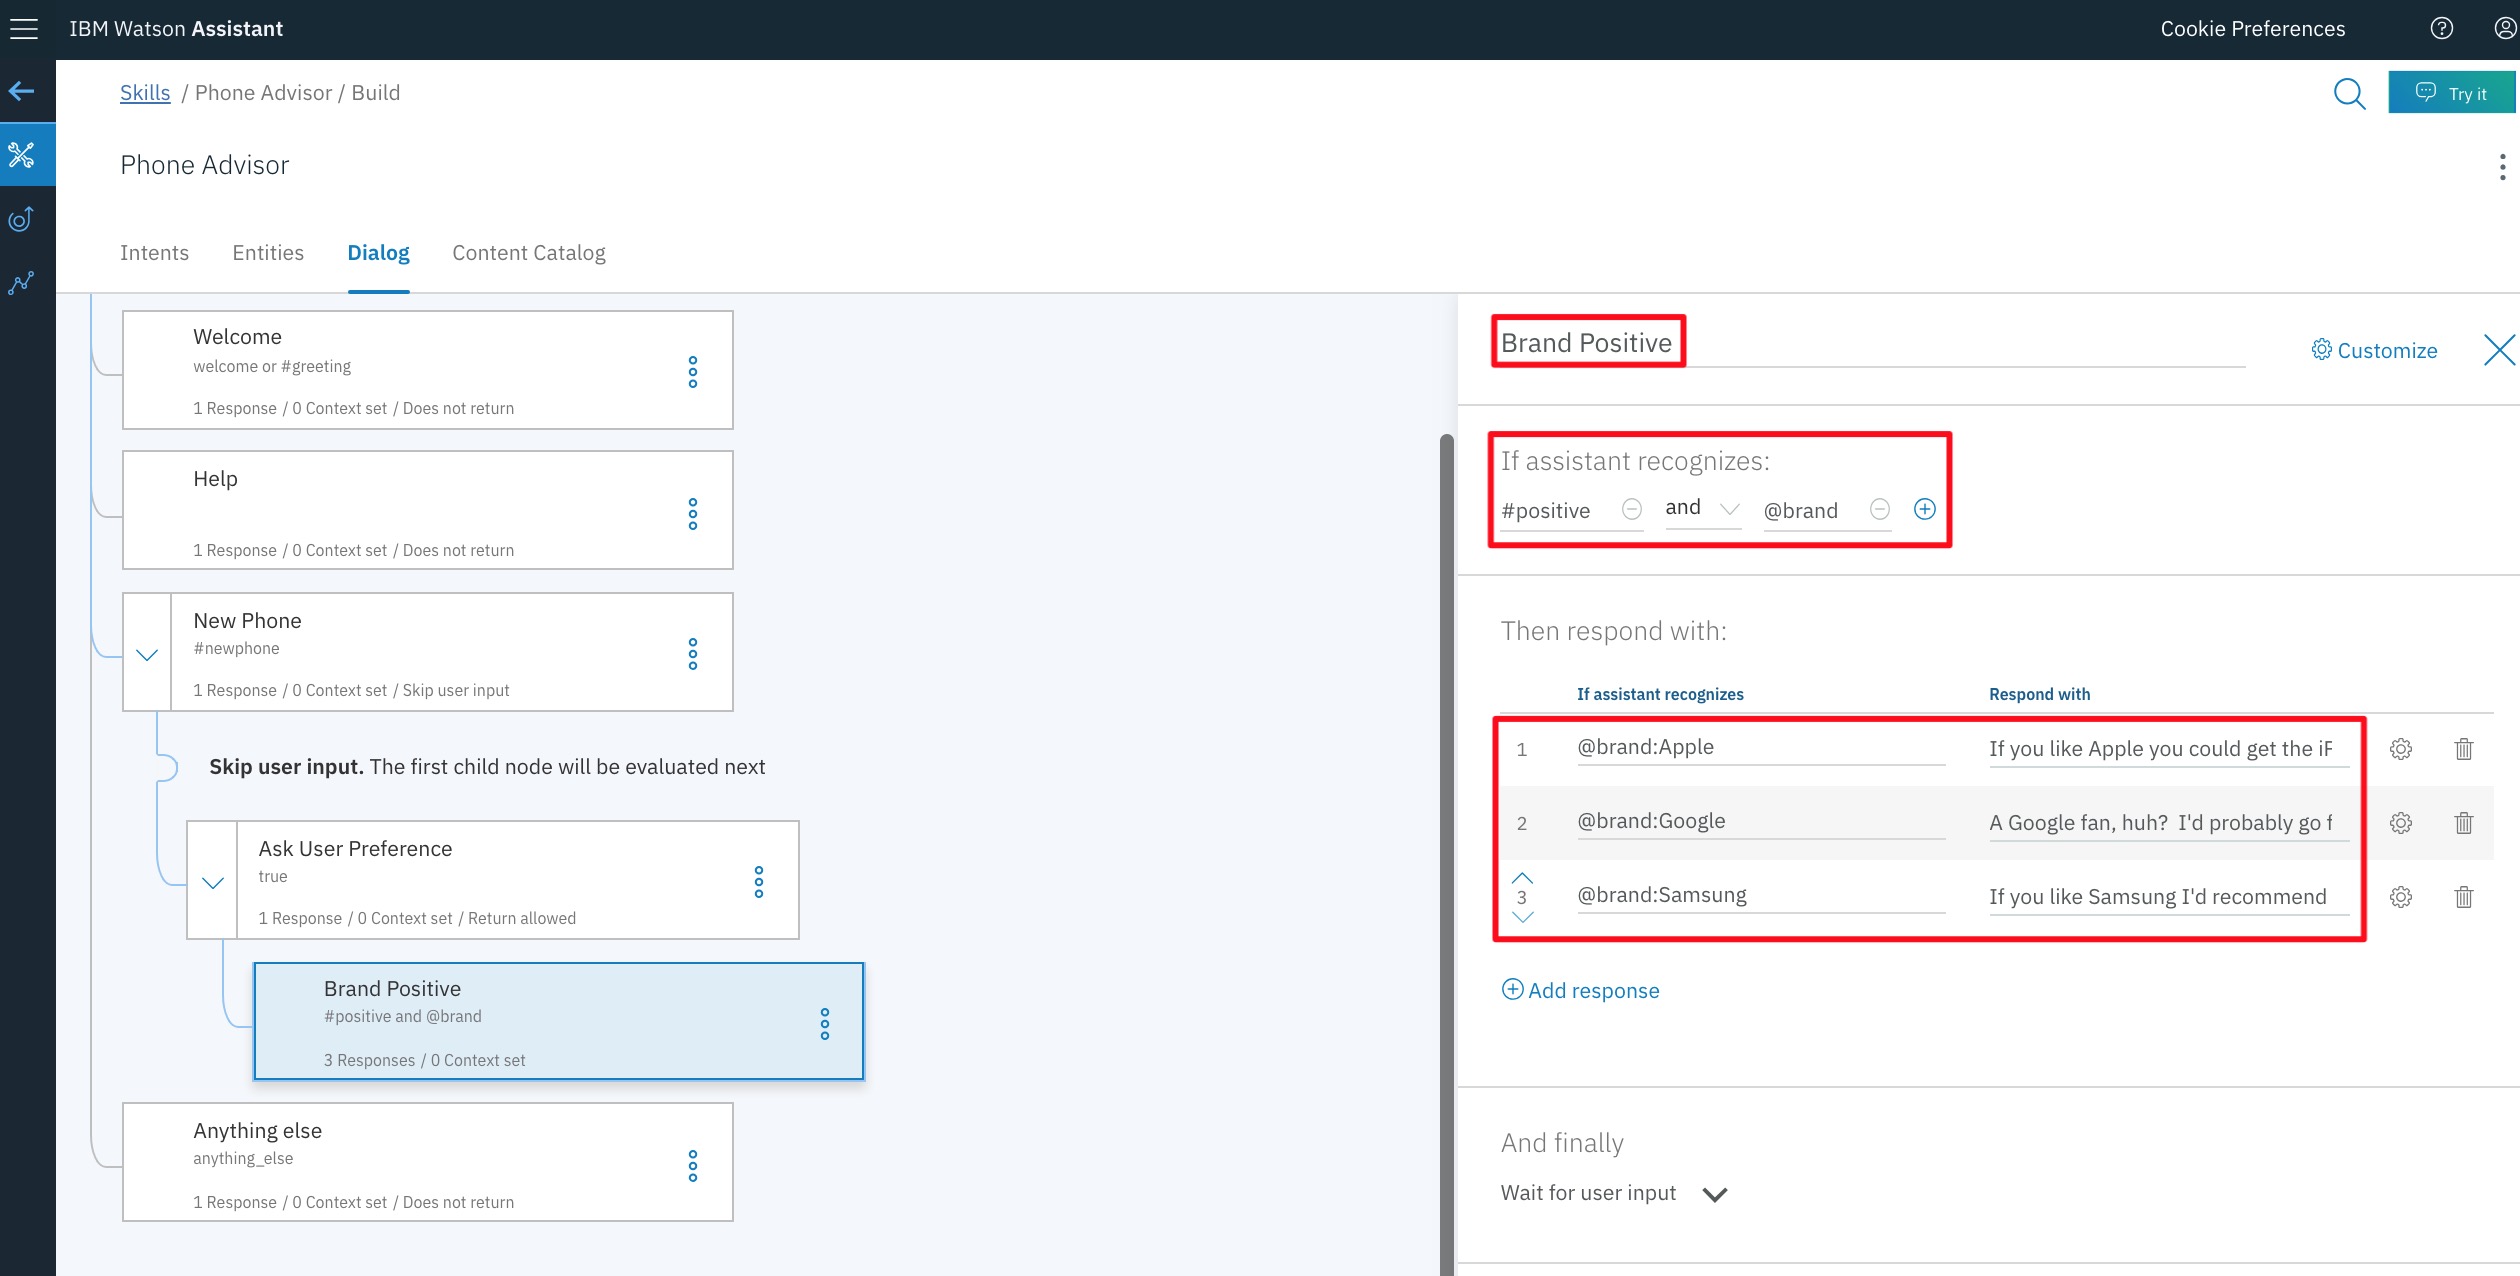 IBM Watson Assistant
Cookie Preferences
Skills / Phone Advisor / Build
Try it
Phone Advisor
Intents
Entities
Dialog
Content Catalog
Welcome
welcome or #greeting
1 Response / 0 Context set / Does not return
Help
1 Response / 0 Context set / Does not return
New Phone
#newphone
1 Response / 0 Context set / Skip user input
Skip user input. The first child node will be evaluated next
Ask User Preference
true
1 Response / 0 Context set / Return allowed
Brand Positive
#positive and @brand
3 Responses / 0 Context set
Anything else
anything_else
1 Response / 0 Context set / Does not return
Brand Positive
Customize
If assistant recognizes:
#positive and @brand
Then respond with:
If assistant recognizes
Respond with
1 @brand:Apple If you like Apple you could get the iP
2 @brand:Google A Google fan, huh? I'd probably go f
3 @brand:Samsung If you like Samsung I'd recommend
Add response
And finally
Wait for user input